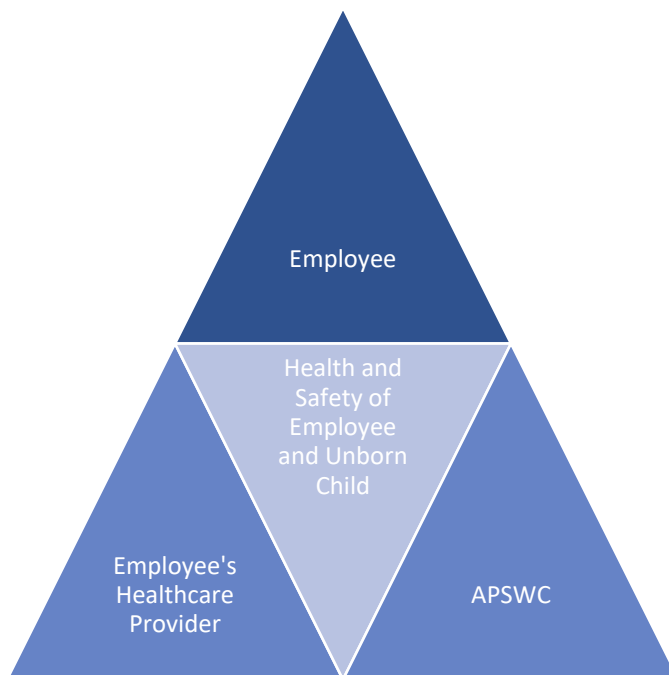 Employee
Health and
Safety of
Employee
and Unborn
Child
Employee's
Healthcare
Provider
APSWC